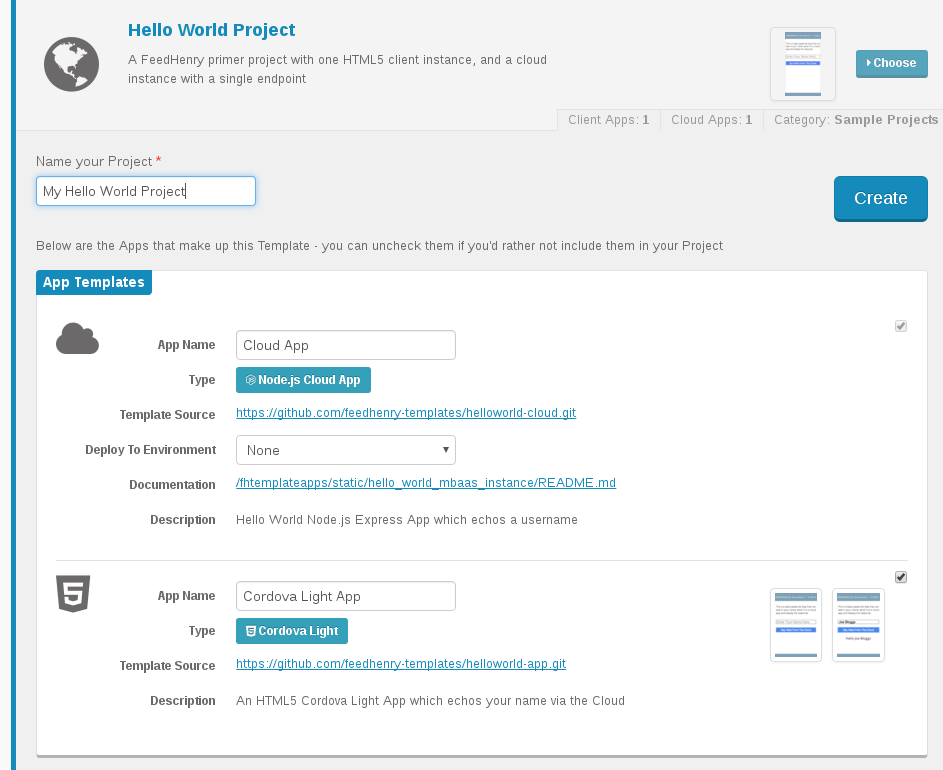 Hello World Project
A FeedHenry primer project with one HTML5 client instance, and a cloud
instance with a single endpoint
Choose
Client Apps: 1
Cloud Apps: 1
Category: Sample Projects
Name your Project *
My Hello World Project
Create
Below are the Apps that make up this Template - you can uncheck them if you'd rather not include them in your Project
App Templates
App Name
Cloud App
Type
Node.js Cloud App
Template Source
https://github.com/feedhenry-templates/helloworld-cloud.git
Deploy To Environment
None
Documentation
/fhtemplateapps/static/hello_world_mbaas_instance/README.md
Description
Hello World Node.js Express App which echos a username
App Name
Cordova Light App
Type
Cordova Light
Template Source
https://github.com/feedhenry-templates/helloworld-app.git
Description
An HTML5 Cordova Light App which echos your name via the Cloud